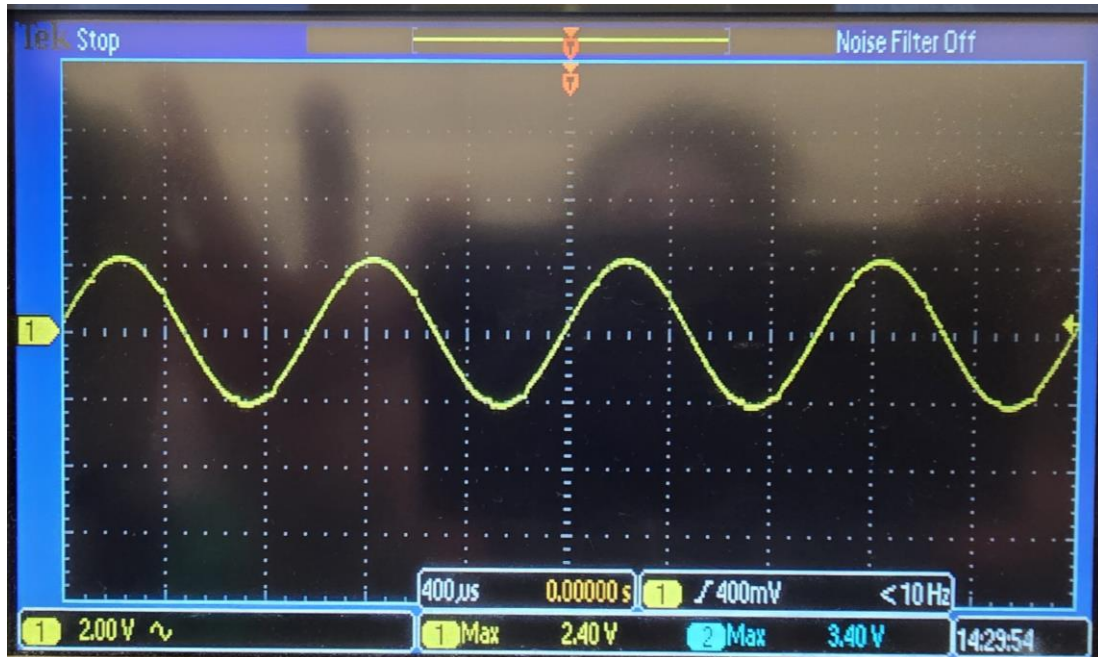 Tek Stop Noise Filter Off
T
T
1
400µs 0.00000 s 1 400mV <10 Hz
1 2.00 V 1 Max 2.40 V 2 Max 3.40 V 14:29:54